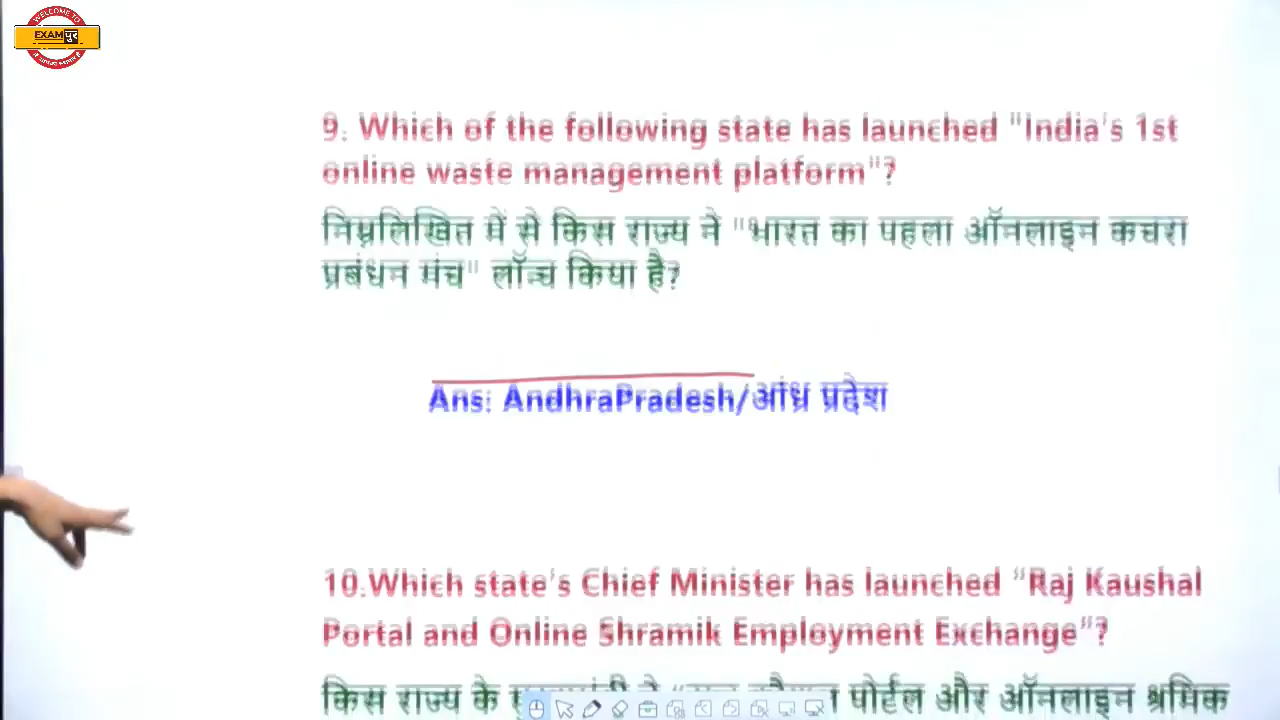 WELCOME TO
EXAM पुर
9. Which of the following state has launched "India's 1st
online waste management platform"?
निम्नलिखित में से किस राज्य ने "भारत का पहला ऑनलाइन कचरा
प्रबंधन मंच" लॉन्च किया है?
Ans: AndhraPradesh/आंध्र प्रदेश
10.Which state's Chief Minister has launched “Raj Kaushal
Portal and Online Shramik Employment Exchange"?
किस राज्य के पोर्टल और ऑनलाइन श्रमिक